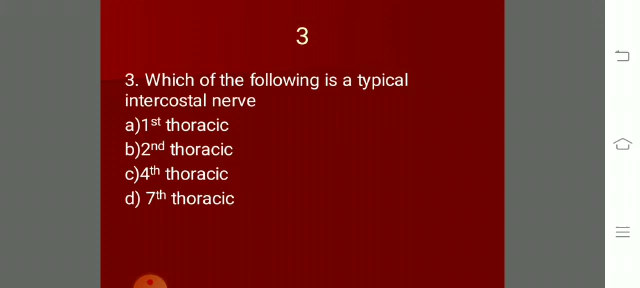 3
3. Which of the following is a typical
intercostal nerve
a)1st thoracic
b)2nd thoracic
c)4th thoracic
d) 7th thoracic